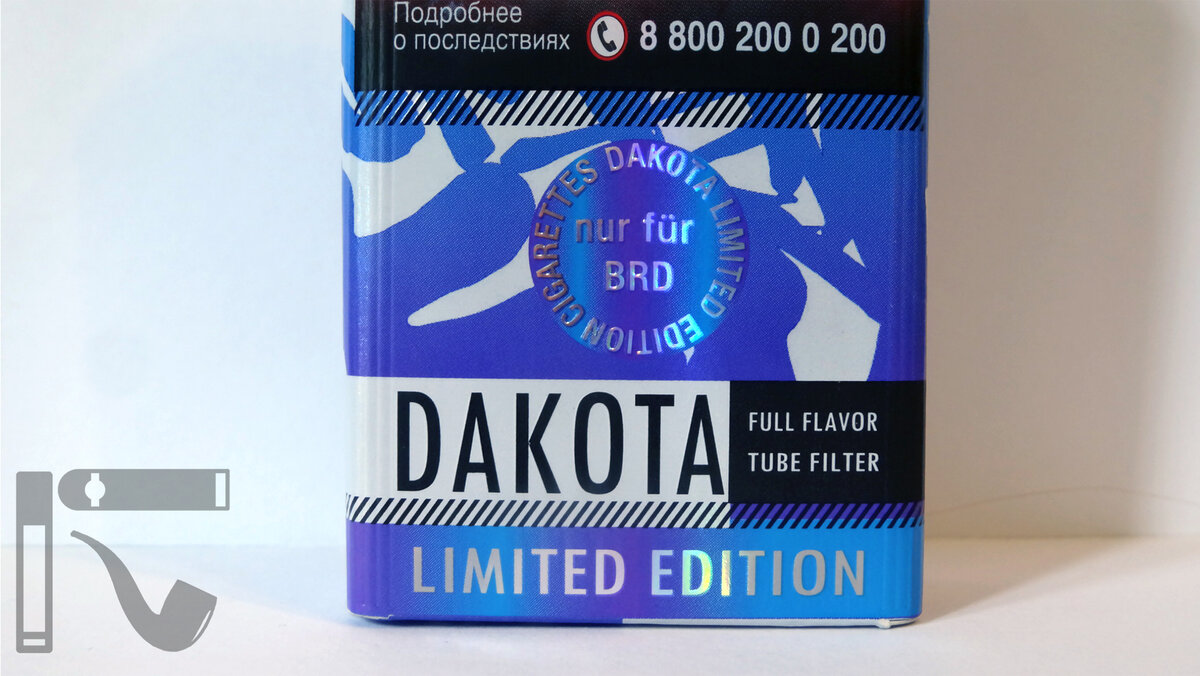 Подробнее
о последствиях
8 800 200 0 200
CIGARETTES DAKOTA LIMITED EDITION
nur für
BRD
DAKOTA
FULL FLAVOR
TUBE FILTER
LIMITED EDITION